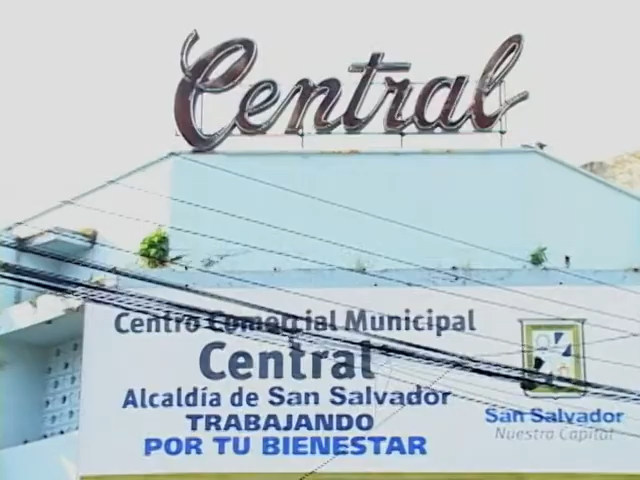 Central
Centro Comercial Municipal
Central
Alcaldía de San Salvador
TRABAJANDO
POR TU BIENESTAR
San Salvador
Nuestra Capital